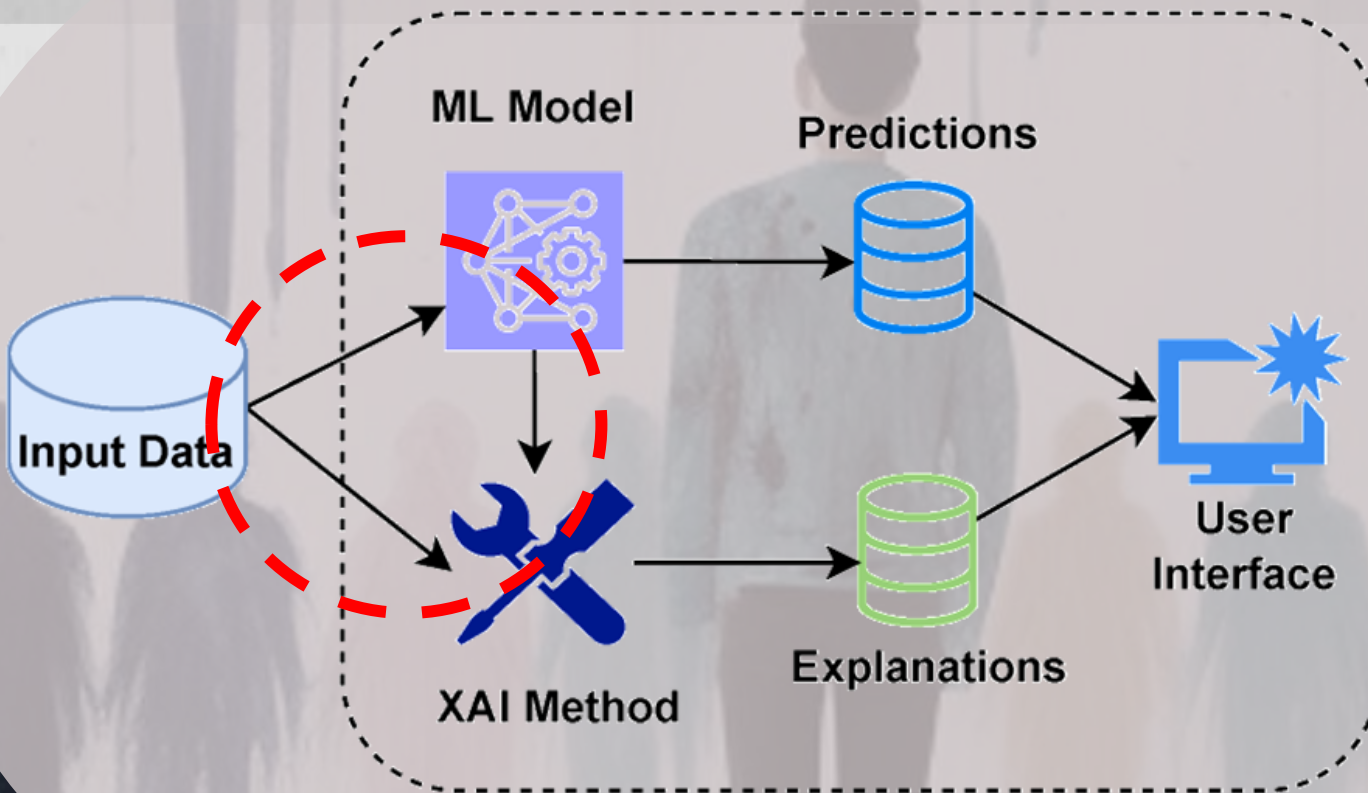 ML Model
Predictions
Input Data
User
Interface
Explanations
XAI Method